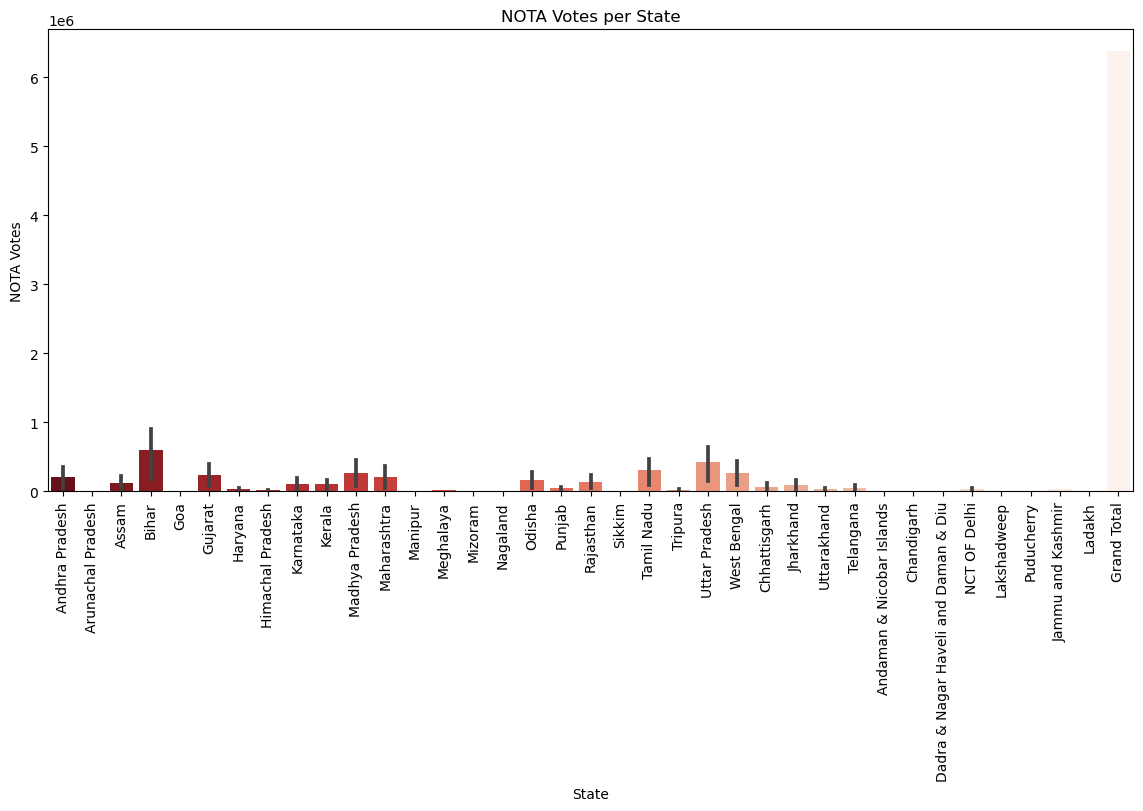 NOTA Votes per State
1e6
6
5
4
3
2
1
0
NOTA Votes
Andhra Pradesh
Arunachal Pradesh
Assam
Bihar
Goa
Gujarat
Haryana
Himachal Pradesh
Karnataka
Kerala
Madhya Pradesh
Maharashtra
Manipur
Meghalaya
Mizoram
Nagaland
Odisha
Punjab
Rajasthan
Sikkim
Tamil Nadu
Tripura
Uttar Pradesh
West Bengal
Chhattisgarh
Jharkhand
Uttarakhand
Telangana
Andaman & Nicobar Islands
Chandigarh
Dadra & Nagar Haveli and Daman & Diu
NCT OF Delhi
Lakshadweep
Puducherry
Jammu and Kashmir
Ladakh
Grand Total
State